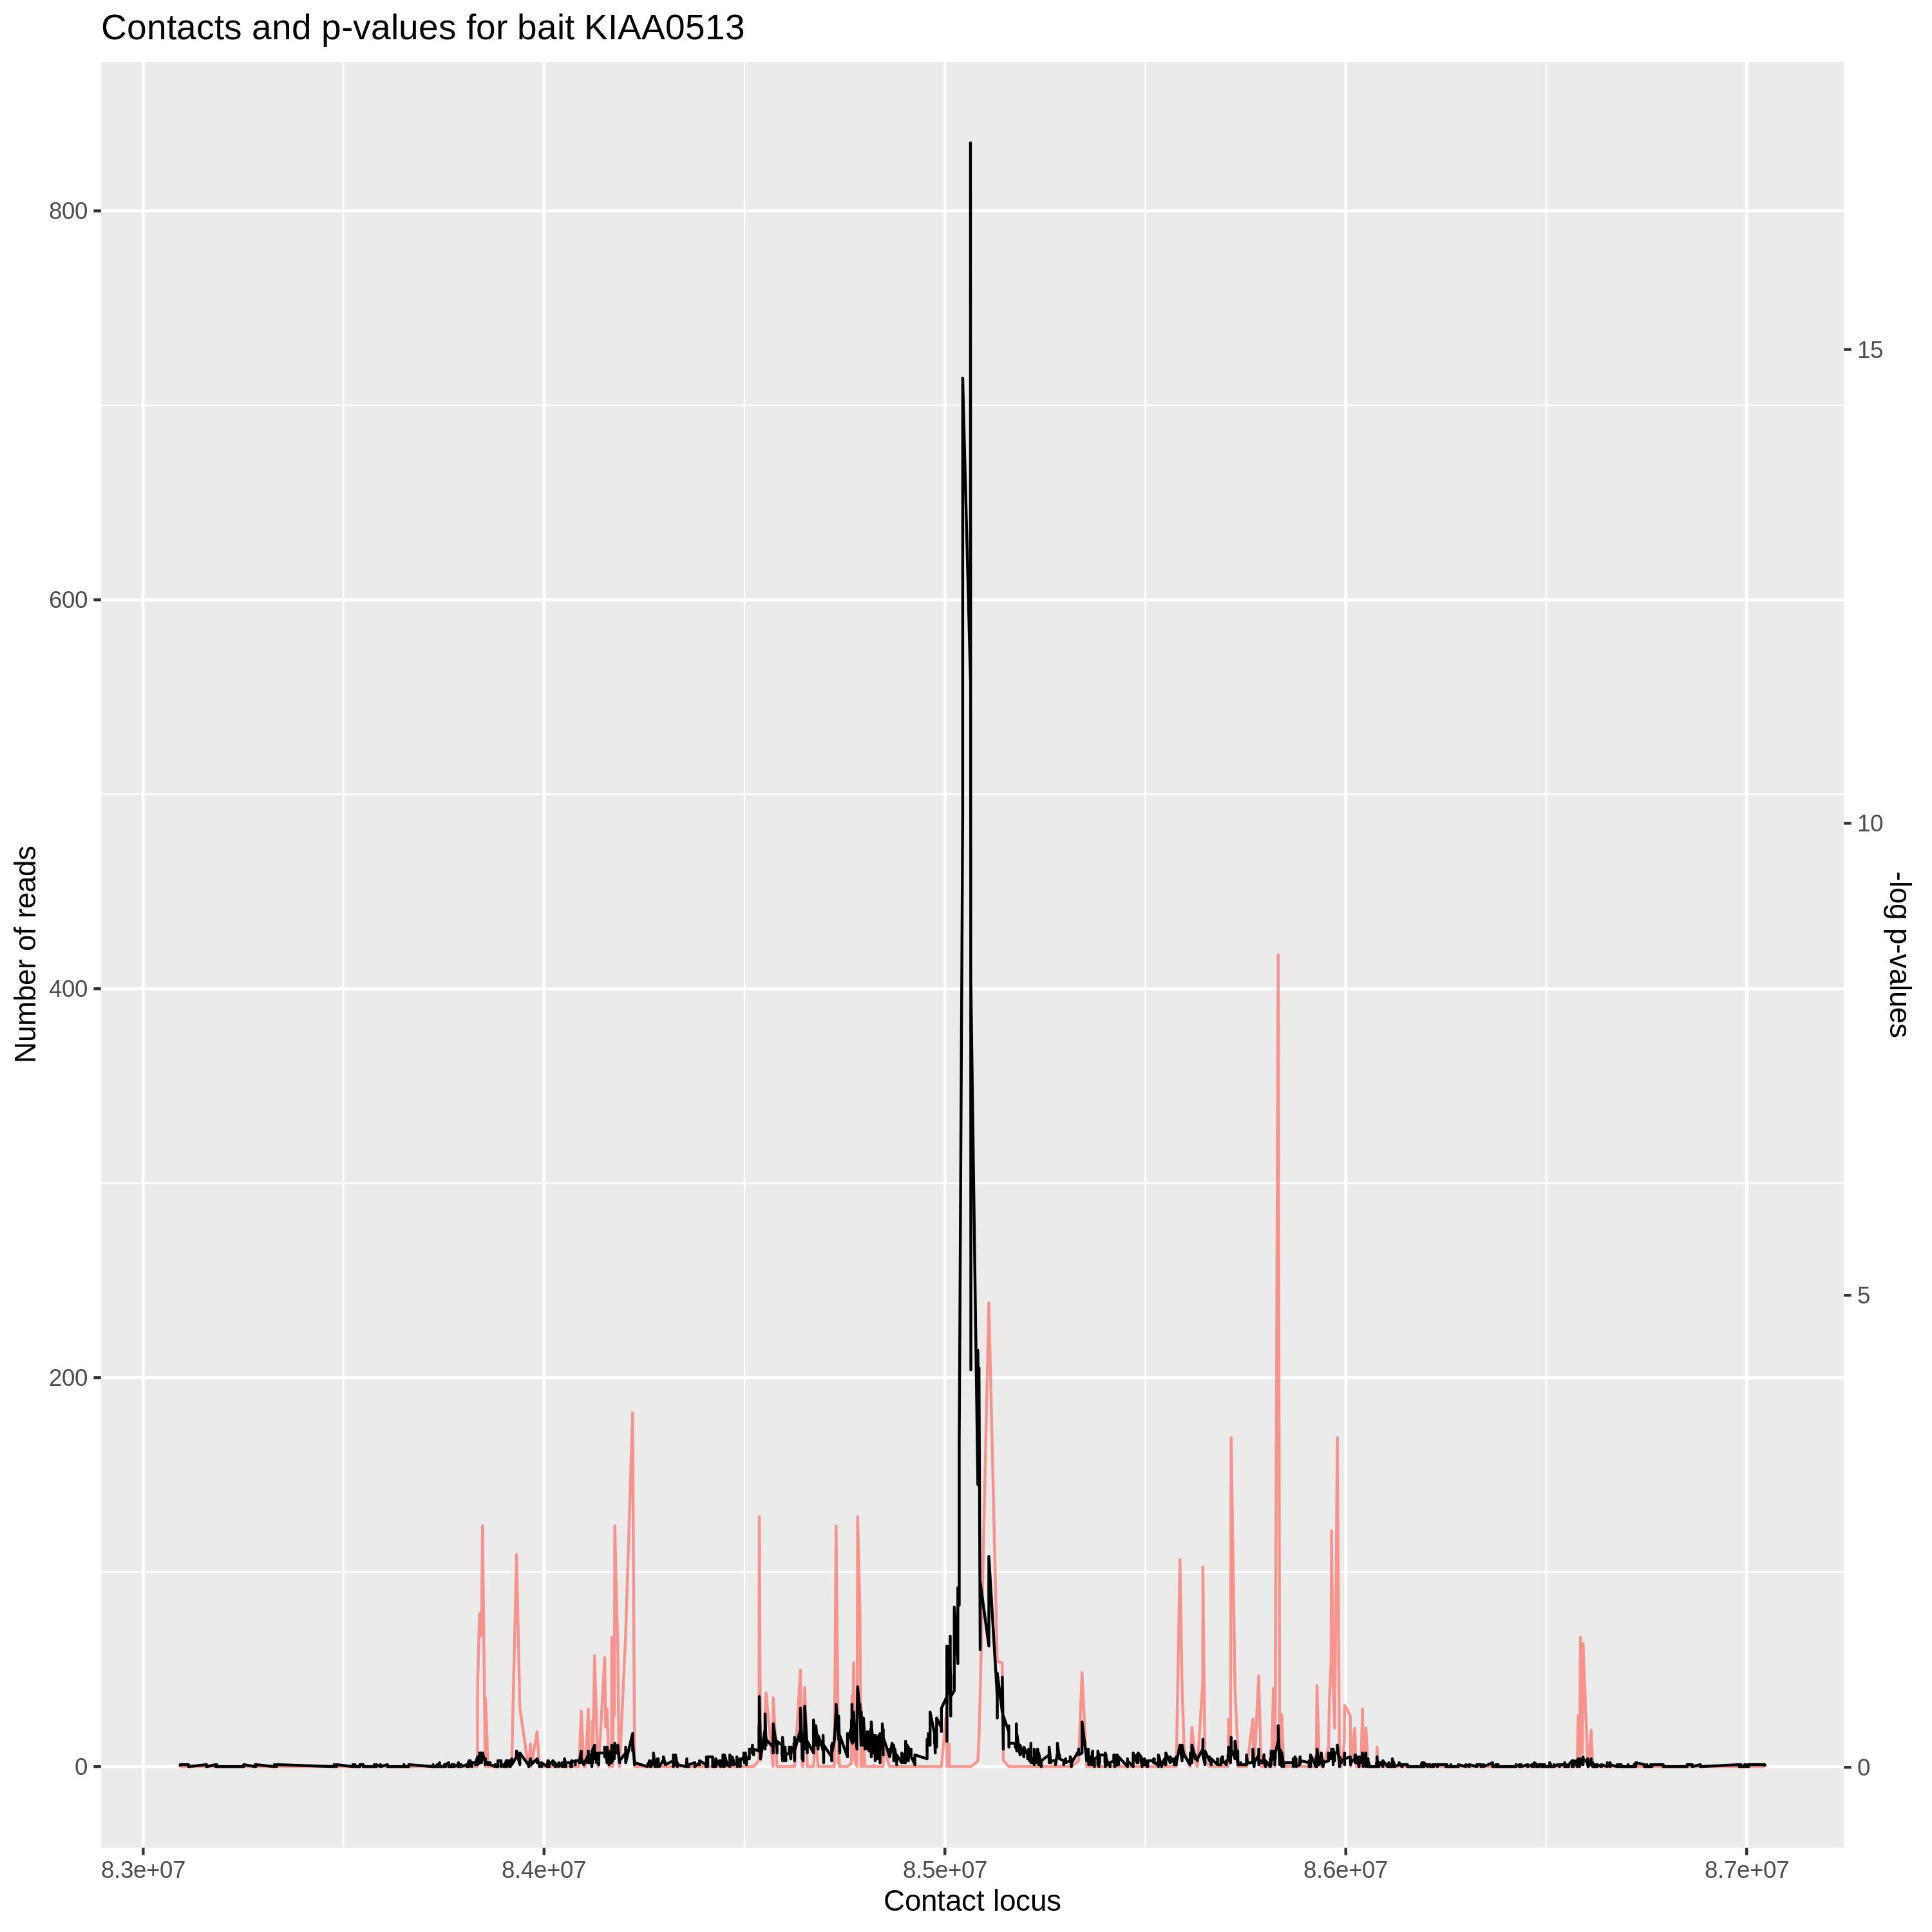 Contacts and p-values for bait KIAA0513
800
600
400
200
0
15
10
5
0
Number of reads
-log p-values
8.3e+07
8.4e+07
8.5e+07
8.6e+07
8.7e+07
Contact locus